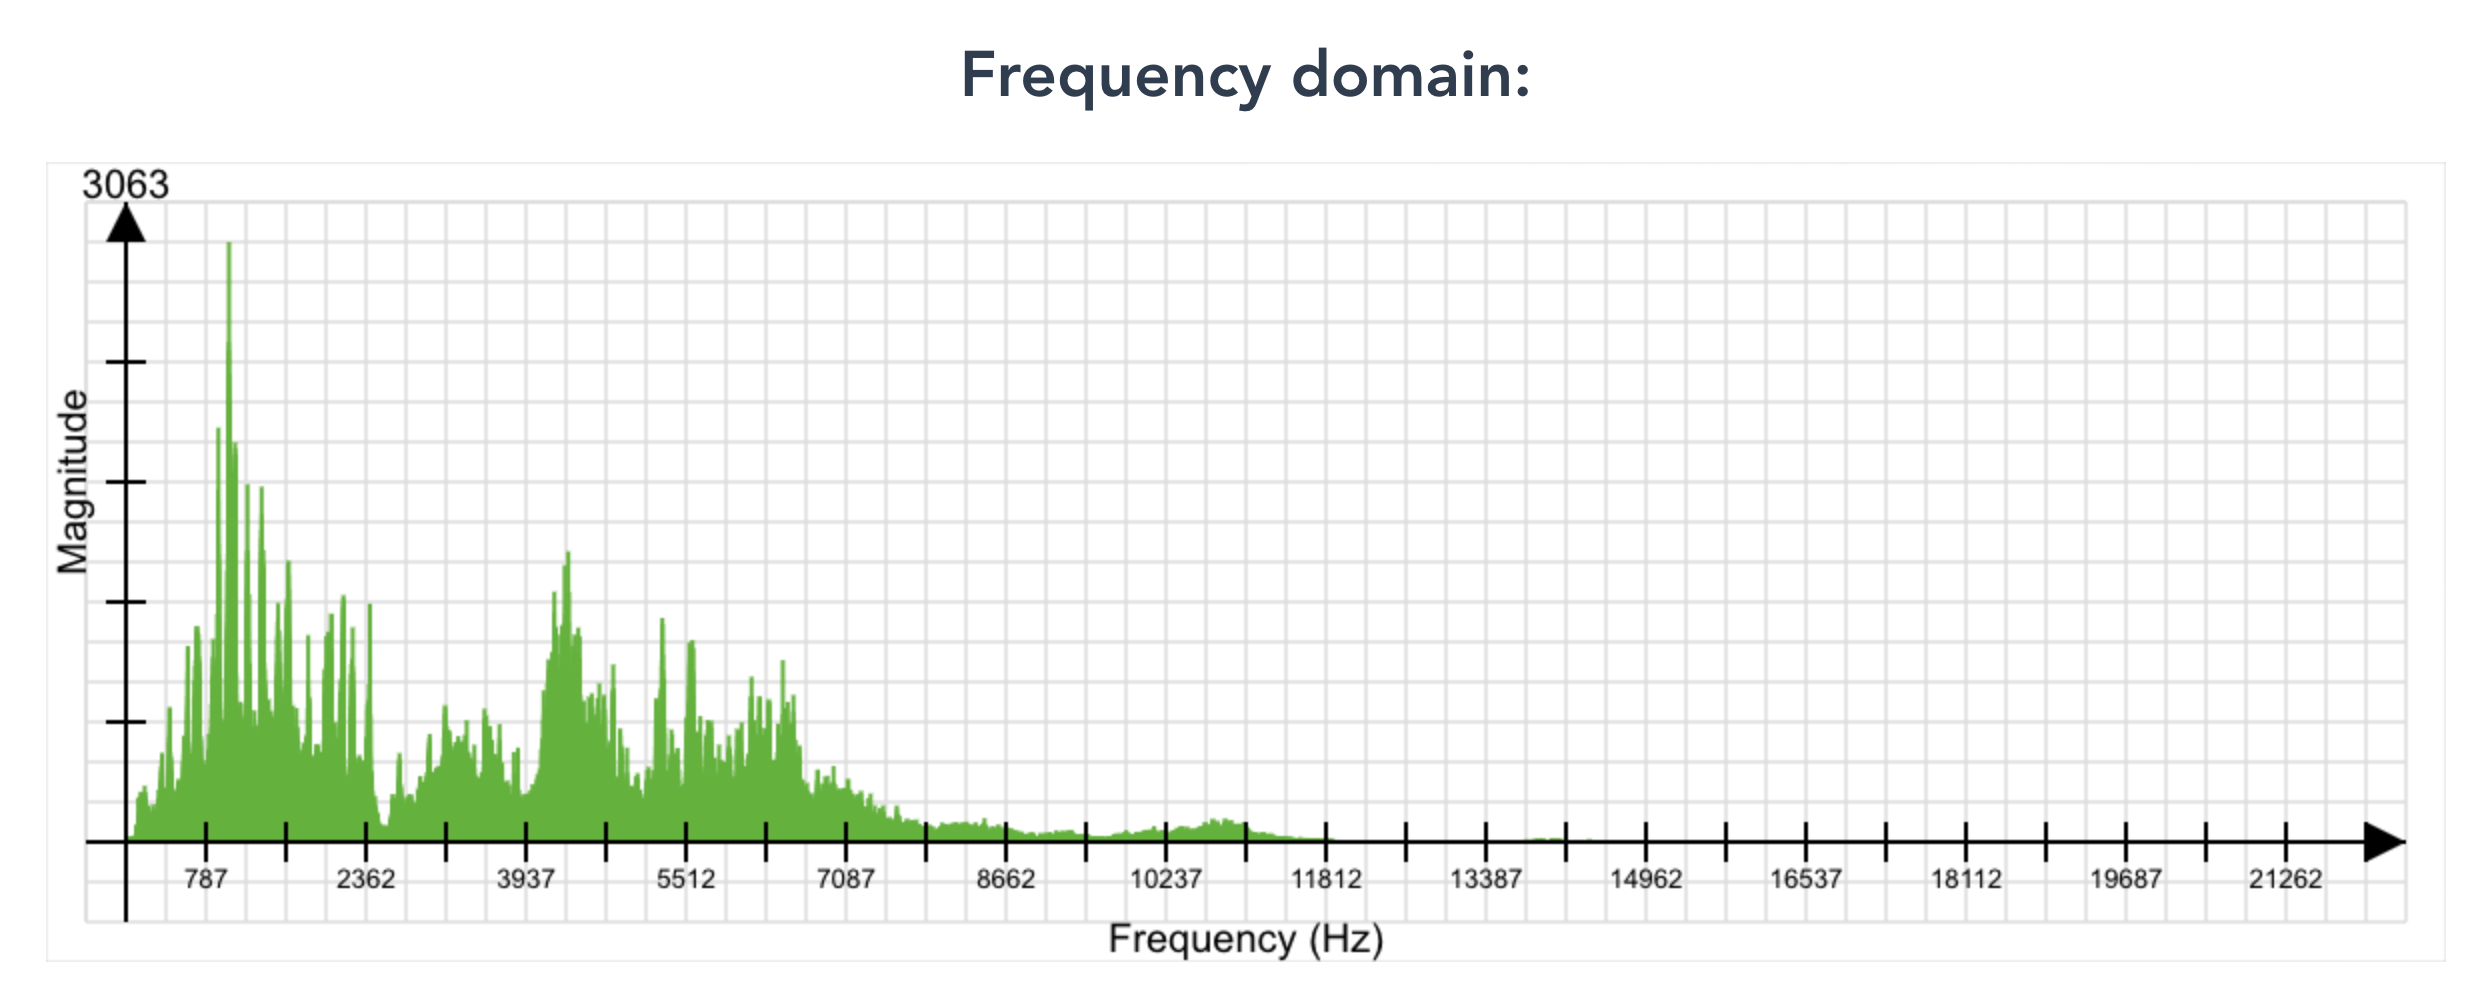 Frequency domain:
3063
Magnitude
787 2362 3937 5512 7087 8662 10237 11812 13387 14962 16537 18112 19687 21262
Frequency (Hz)